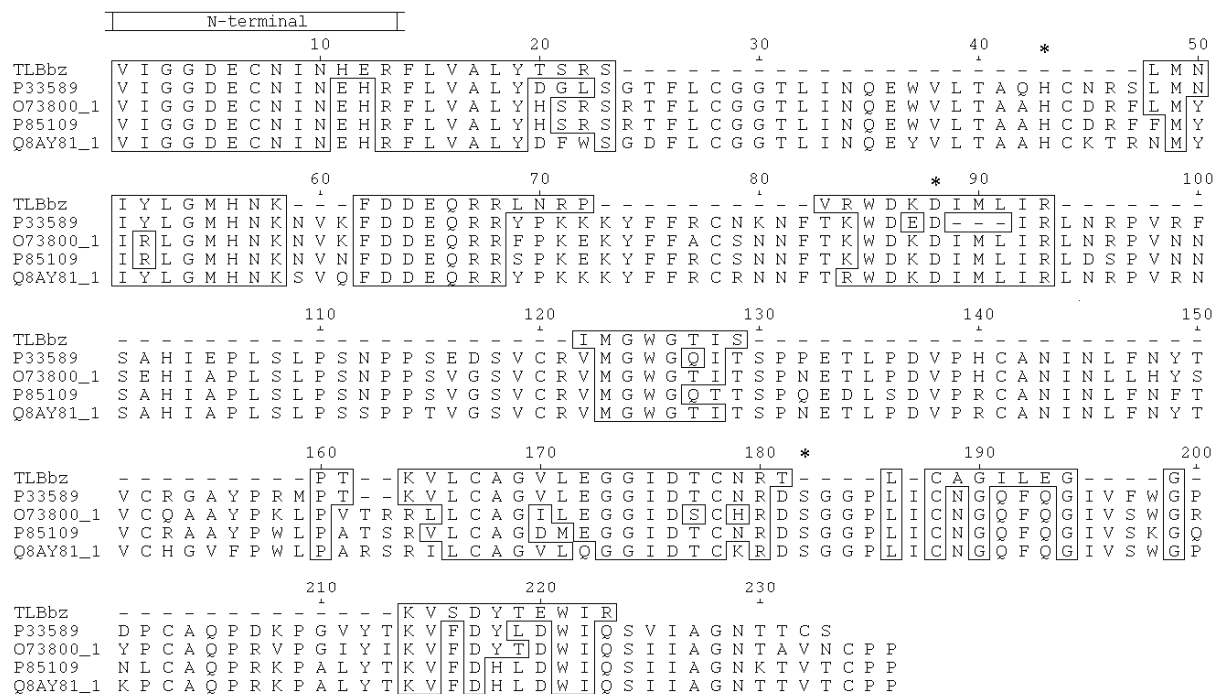 N-terminal
10 20 30 40 * 50
TLBbz V I G G D E C N I N H E R F L V A L Y T S R S - - - - - - - - - - - - - - - - - - - - - - - - L M N
P33589 V I G G D E C N I N E H R F L V A L Y D G L S G T F L C G G T L I N Q E W V L T A Q H C N R S L M N
O73800_1 V I G G D E C N I N E H R F L V A L Y H S R S R T F L C G G T L I N Q E W V L T A A H C D R F L M Y
P85109 V I G G D E C N I N E H R F L V A L Y H S R S R T F L C G G T L I N Q E W V L T A A H C D R F F M Y
Q8AY81_1 V I G G D E C N I N E H R F L V A L Y D F W S G D F L C G G T L I N Q E Y V L T A A H C K T R N M Y
60 70 80 * 90 100
TLBbz I Y L G M H N K - - - F D D E Q R R L N R P - - - - - - - - - - V R W D K D I M L I R - - - - - - -
P33589 I Y L G M H N K N V K F D D E Q R R Y P K K K Y F F R C N K N F T K W D E D - - - I R L N R P V R F
O73800_1 I R L G M H N K N V K F D D E Q R R F P K E K Y F F A C S N N F T K W D K D I M L I R L N R P V N N
P85109 I R L G M H N K N V N F D D E Q R R S P K E K Y F F R C S N N F T K W D K D I M L I R L D S P V N N
Q8AY81_1 I Y L G M H N K S V Q F D D E Q R R Y P K K K Y F F R C R N N F T R W D K D I M L I R L N R P V R N
110 120 130 140 150
TLBbz - - - - - - - - - - - - - - - - - - - - - I M G W G T I S - - - - - - - - - - - - - - - - - - - - -
P33589 S A H I E P L S L P S N P P S E D S V C R V M G W G Q I T S P P E T L P D V P H C A N I N L F N Y T
O73800_1 S E H I A P L S L P S N P P S V G S V C R V M G W G T I T S P N E T L P D V P H C A N I N L L H Y S
P85109 S A H I A P L S L P S N P P S V G S V C R V M G W G Q T T S P Q E D L S D V P H C A N I N L F N F T
Q8AY81_1 S A H I A P L S L P S S P P T V G S V C R V M G W G T I T S P N E T L P D V P R C A N I N L F N Y T
160 170 180 * 190 200
TLBbz - - - - - - - - - P T - - K V L C A G V L E G G I D T C N R T - - - - L - C A G I L E G - - - - G -
P33589 V C R G A Y P R M P T - - K V L C A G V L E G G I D T C N R D S G G P L I C N G Q F Q G I V F W G P
O73800_1 V C Q A A Y P K L P V T R R L L C A G I L E G G I D S C H R D S G G P L I C N G Q F Q G I V S W G R
P85109 V C R A A Y P W L P A T S R V L C A G D M E G G I D T C N R D S G G P L I C N G Q F Q G I V S K G Q
Q8AY81_1 V C H G V F P W L P A R S R I L C A G V L Q G G I D T C K R D S G G P L I C N G Q F Q G I V S W G P
210 220 230
TLBbz - - - - - - - - - - - - - K V S D Y T E W I R
P33589 D P C A Q P D K P G V Y T K V F D Y L D W I Q S V I A G N T T C S
O73800_1 Y P C A Q P R V P G I Y I K V F D Y T D W I Q S I I A G N T A V N C P P
P85109 N L C A Q P R K P A L Y T K V F D H L D W I Q S I I A G N K T V T C P P
Q8AY81_1 K P C A Q P R K P A L Y T K V F D H L D W I Q S I I A G N T T V T C P P